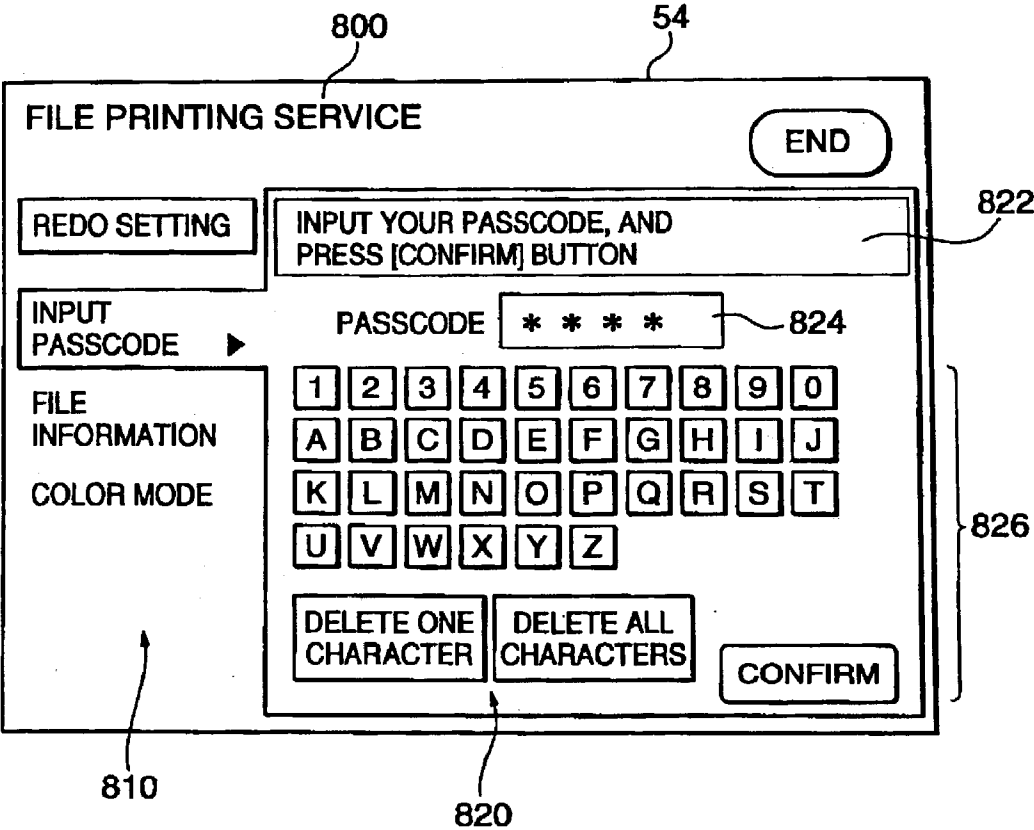 800
54
FILE PRINTING SERVICE
END
REDO SETTING
INPUT YOUR PASSCODE, AND
PRESS [CONFIRM] BUTTON
822
INPUT
PASSCODE
PASSCODE
* * * *
824
FILE
INFORMATION
COLOR MODE
1 2 3 4 5 6 7 8 9 0
A B C D E F G H I J
K L M N O P Q R S T
U V W X Y Z
826
DELETE ONE
CHARACTER
DELETE ALL
CHARACTERS
CONFIRM
810
820